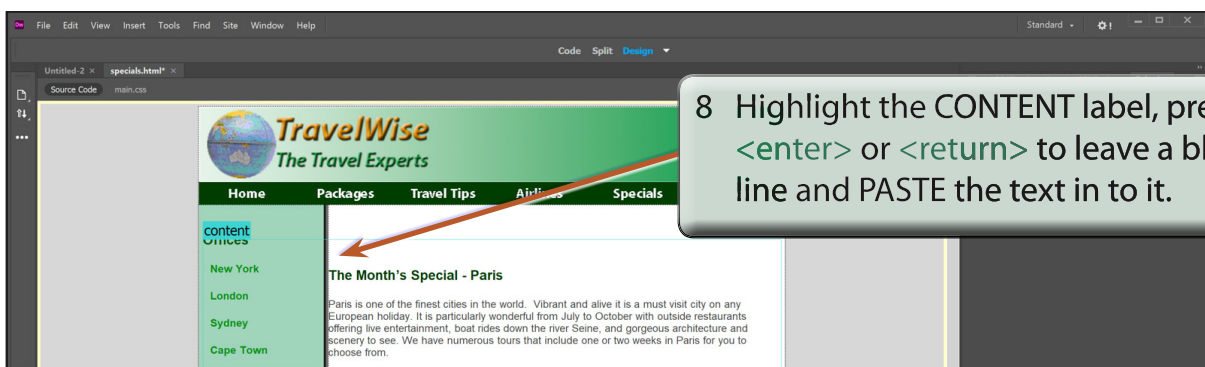 Dw File Edit View Insert Tools Find Site Window Help Standard
Code Split Design
Untitled-2 × specials.html* ×
Source Code main.css
TravelWise
The Travel Experts
Home Packages Travel Tips Airlines Specials
8 Highlight the CONTENT label, pre
<enter> or <return> to leave a bl
line and PASTE the text in to it.
content
Offices
New York
London
Sydney
Cape Town
The Month's Special - Paris
Paris is one of the finest cities in the world. Vibrant and alive it is a must visit city on any
European holiday. It is particularly wonderful from July to October with outside restaurants
offering live entertainment, boat rides down the river Seine, and gorgeous architecture and
scenery to see. We have numerous tours that include one or two weeks in Paris for you to
choose from.